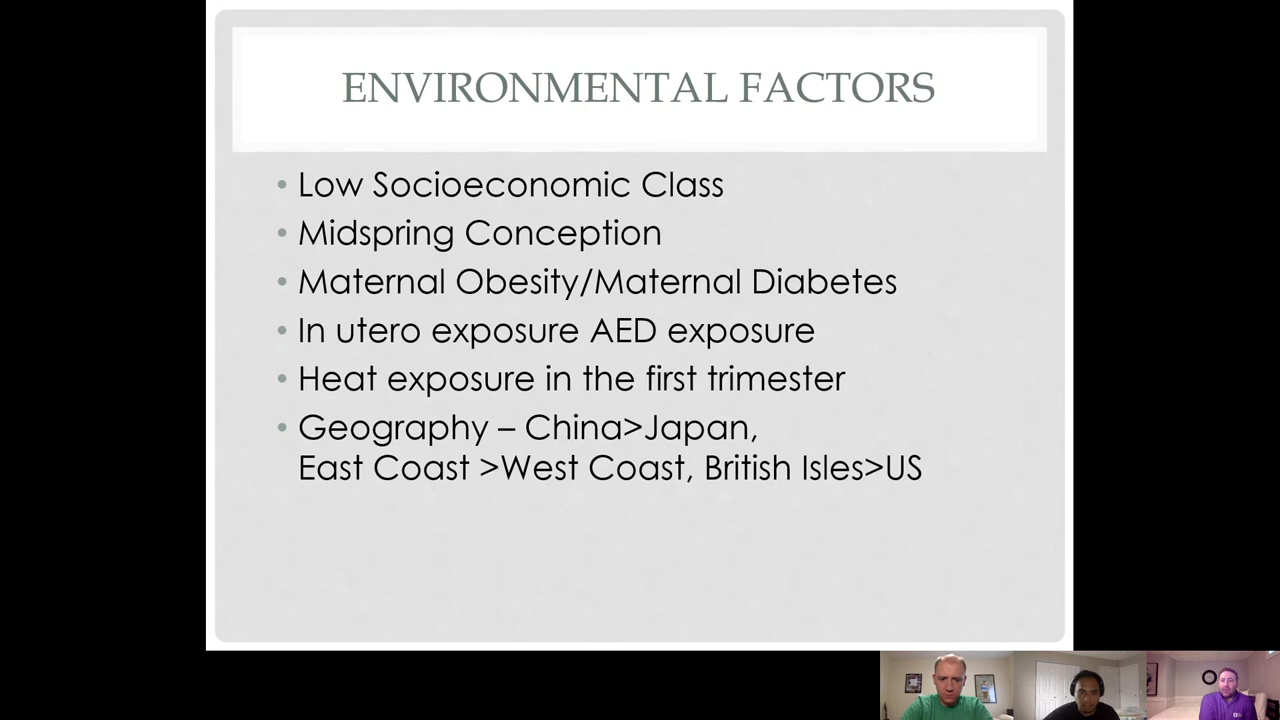 ENVIRONMENTAL FACTORS
• Low Socioeconomic Class
• Midspring Conception
• Maternal Obesity/Maternal Diabetes
• In utero exposure AED exposure
• Heat exposure in the first trimester
• Geography – China>Japan,
East Coast >West Coast, British Isles>US